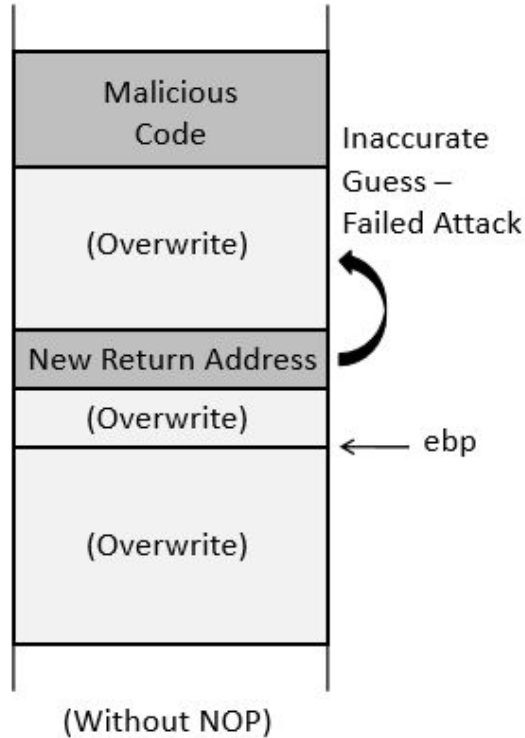 Malicious
Code
Inaccurate
Guess –
Failed Attack
(Overwrite)
New Return Address
(Overwrite)
ebp
(Overwrite)
(Without NOP)